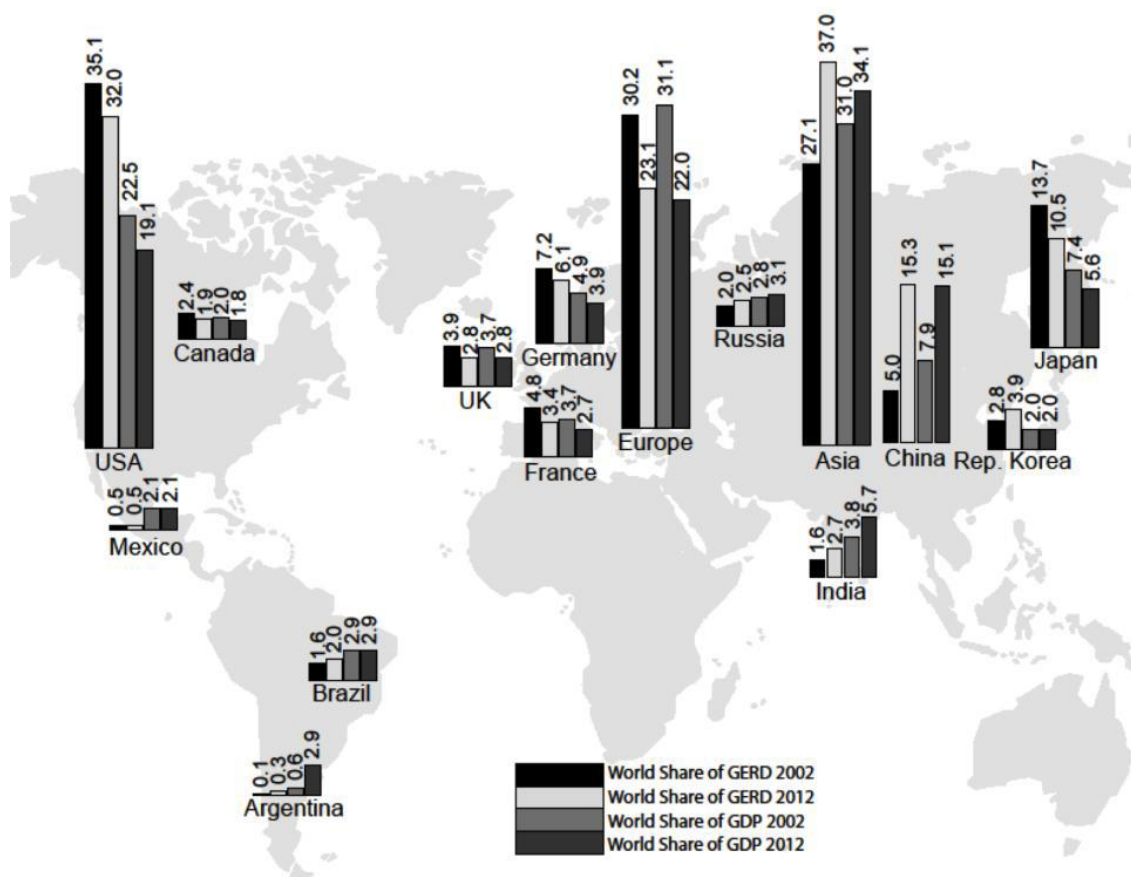 35.1 32.0 22.5 19.1
USA
2.4 1.9 2.0 1.8
Canada
0.5 0.5 2.1 2.1
Mexico
1.6 2.0 2.9 2.9
Brazil
0.1 0.3 0.6 2.9
Argentina
3.9 2.8 3.7 2.8
UK
7.2 6.1 4.9 3.9
Germany
4.8 3.4 3.7 2.7
France
30.2 23.1 31.1 22.0
Europe
2.0 2.5 2.8 3.1
Russia
27.1 37.0 31.0 34.1
Asia
5.0 15.3 7.9 15.1
China
1.6 2.7 3.8 5.7
India
13.7 10.5 7.4 5.6
Japan
2.8 3.9 2.0 2.0
Rep. Korea
World Share of GERD 2002
World Share of GERD 2012
World Share of GDP 2002
World Share of GDP 2012